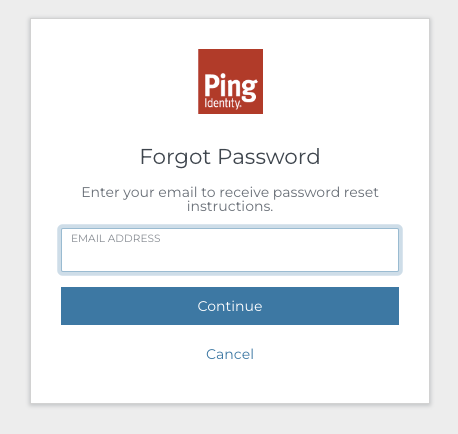 Ping
Identity.
Forgot Password
Enter your email to receive password reset
instructions.
EMAIL ADDRESS
Continue
Cancel